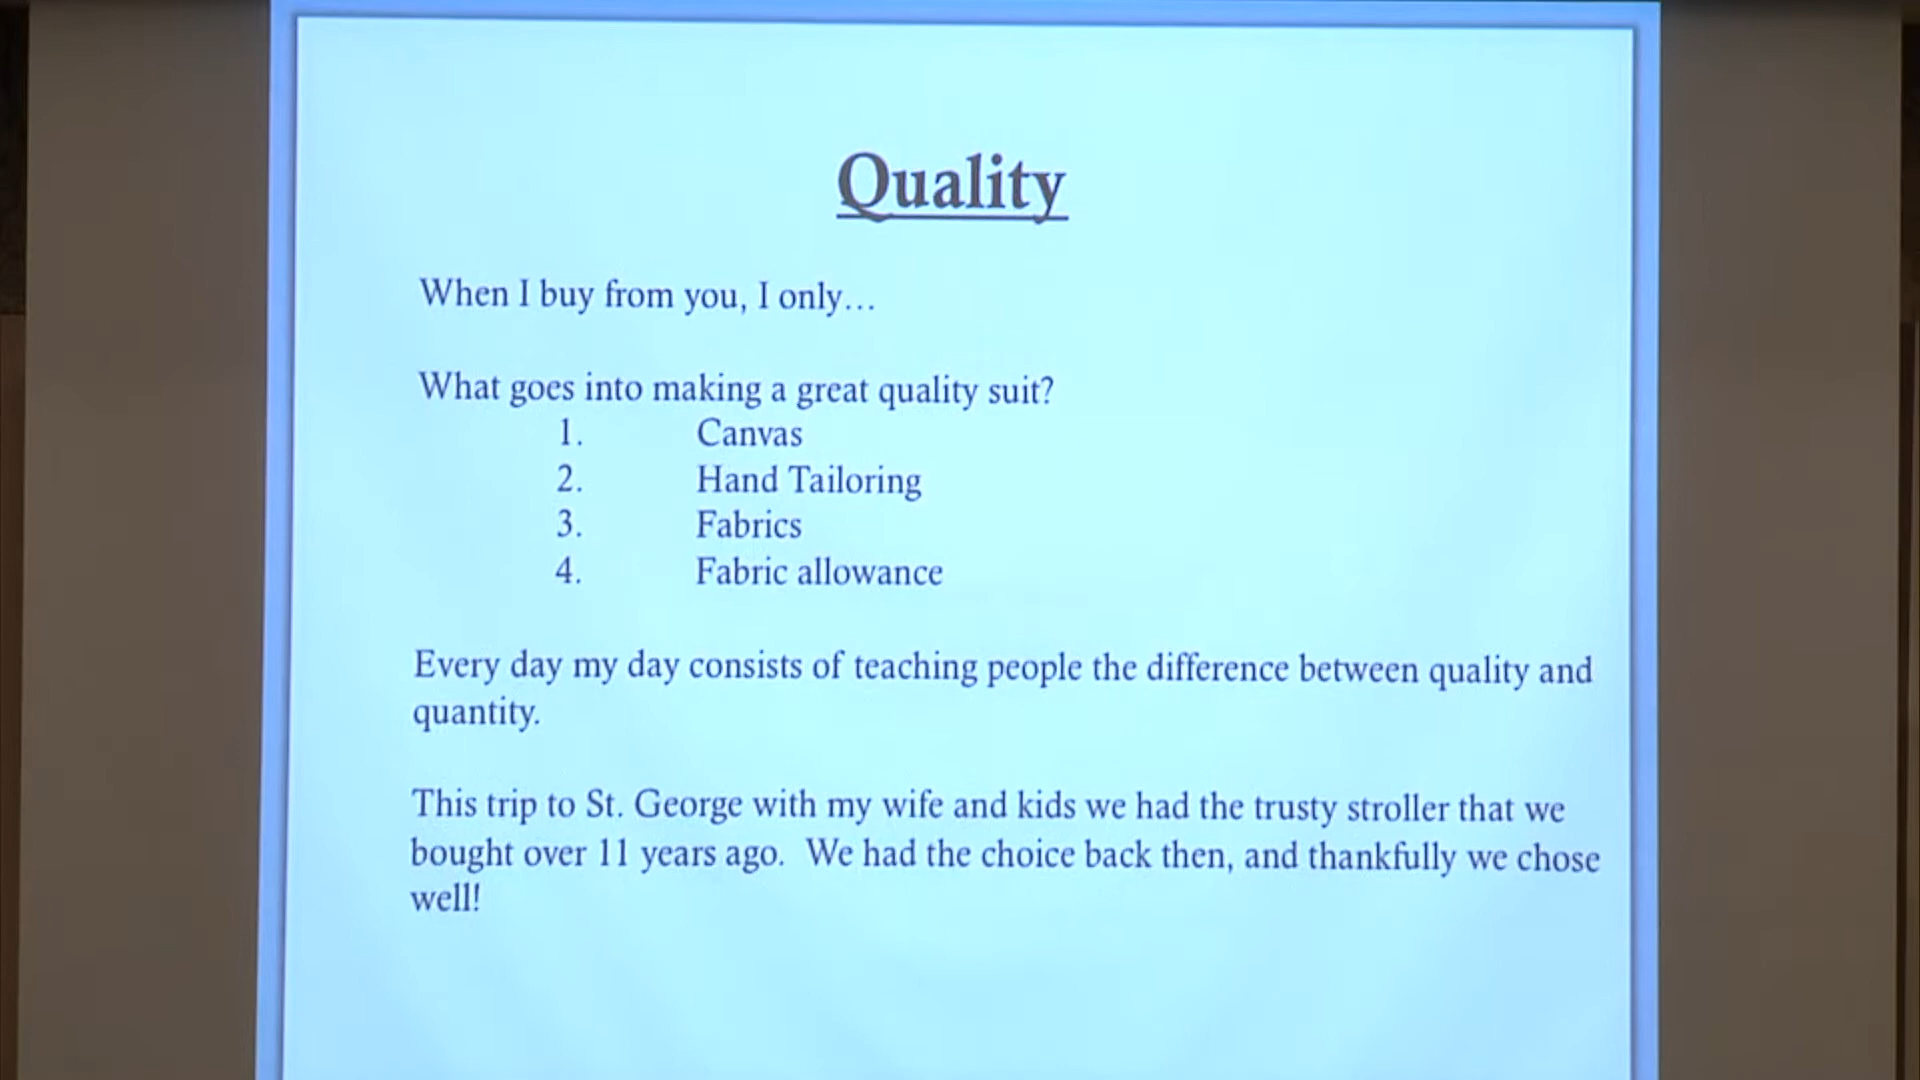 Quality
When I buy from you, I only…
What goes into making a great quality suit?
1. Canvas
2. Hand Tailoring
3. Fabrics
4. Fabric allowance
Every day my day consists of teaching people the difference between quality and
quantity.
This trip to St. George with my wife and kids we had the trusty stroller that we
bought over 11 years ago. We had the choice back then, and thankfully we chose
well!